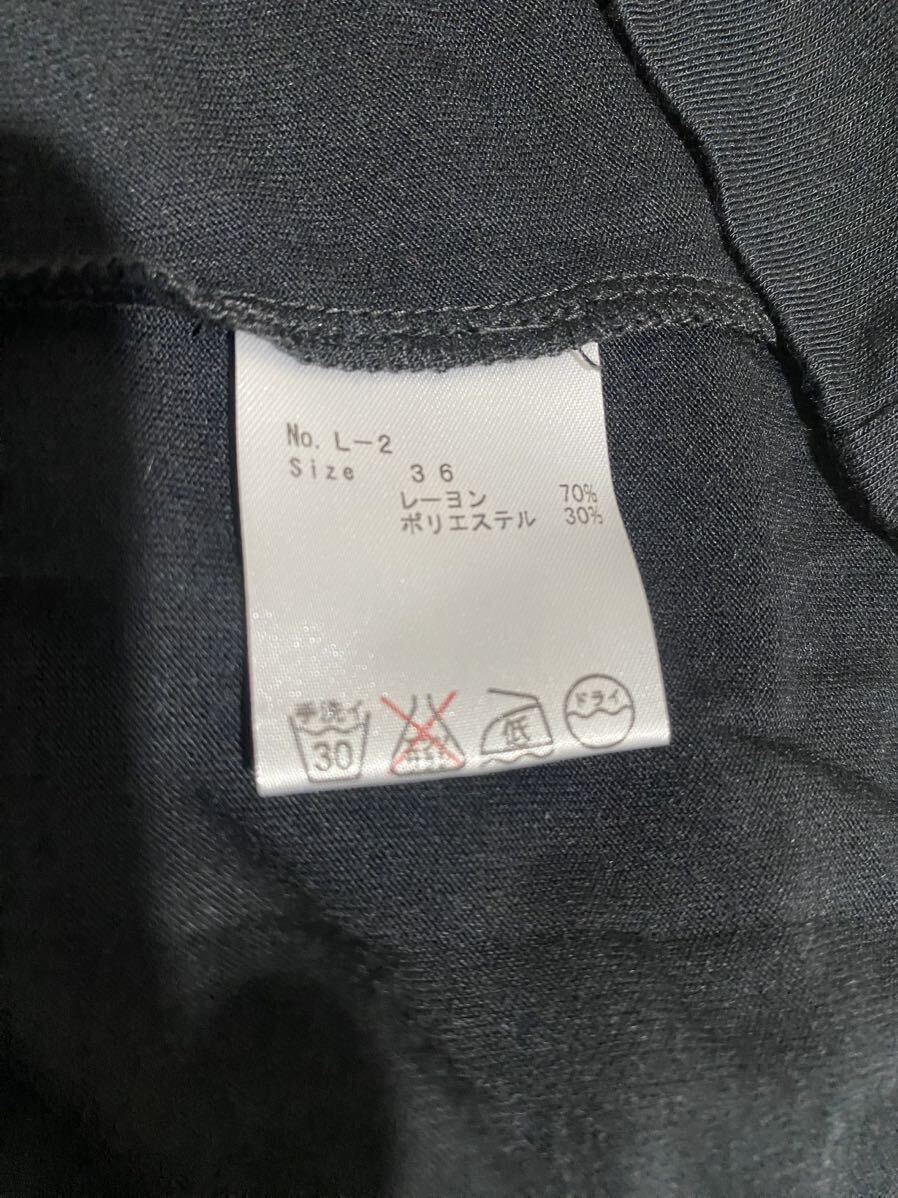 No. L-2
Size 36
レーヨン 70%
ポリエステル 30%
手洗イ
30
低
ドライ